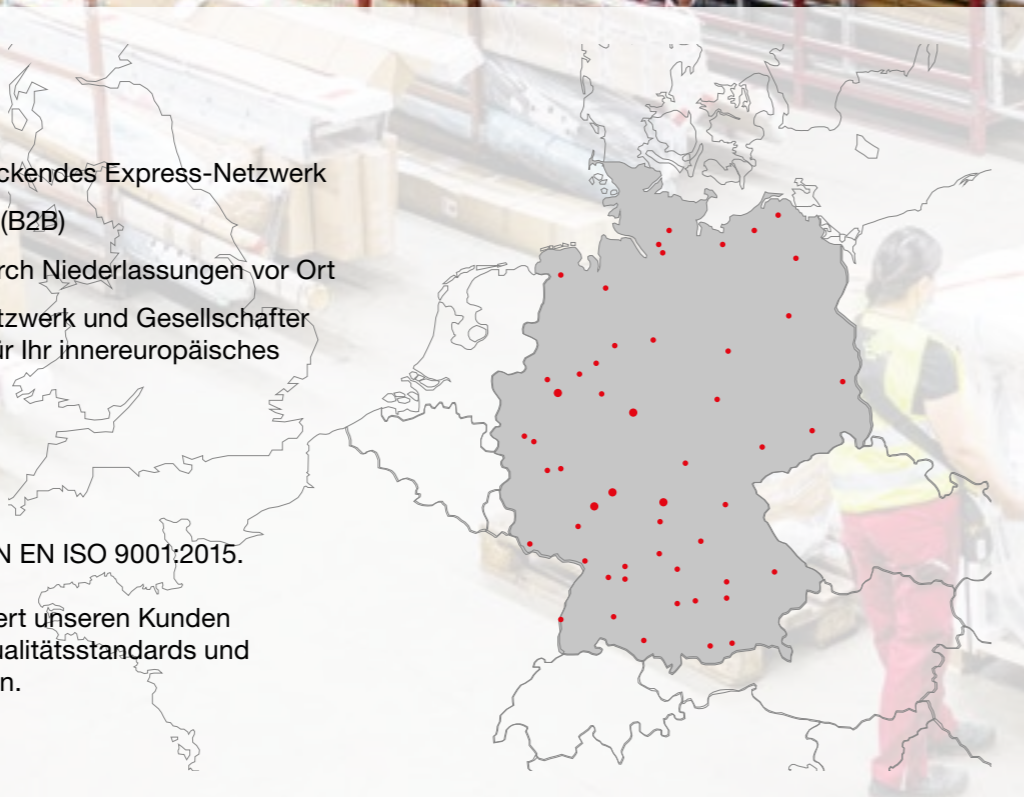 ckendes Express-Netzwerk
(B2B)
rch Niederlassungen vor Ort
tzwerk und Gesellschafter
ür Ihr innereuropäisches
N EN ISO 9001:2015.
ert unseren Kunden
ualitätsstandards und
n.